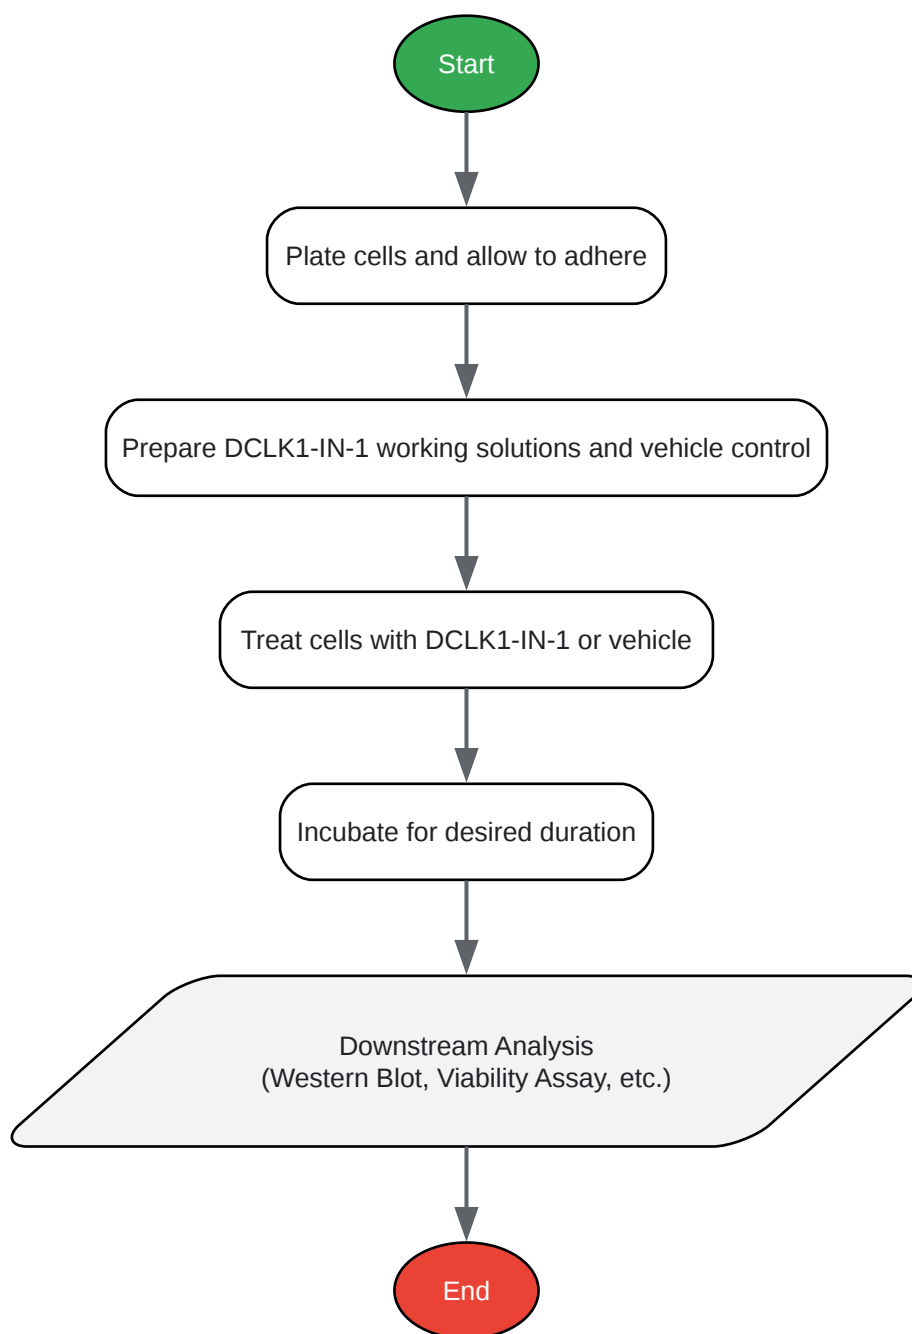 Start
Plate cells and allow to adhere
Prepare DCLK1-IN-1 working solutions and vehicle control
Treat cells with DCLK1-IN-1 or vehicle
Incubate for desired duration
Downstream Analysis
(Western Blot, Viability Assay, etc.)
End